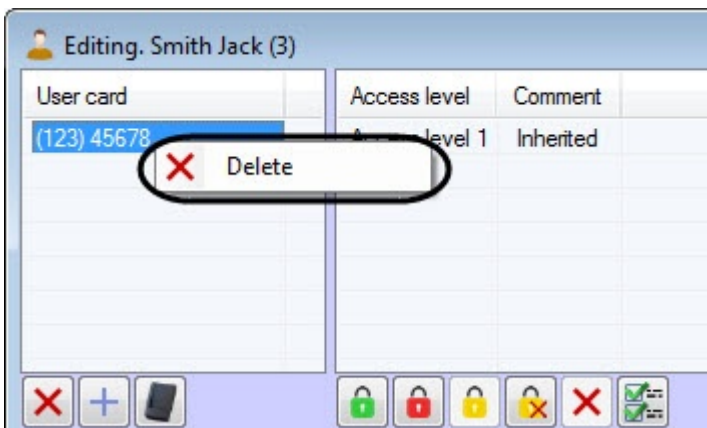 Editing. Smith Jack (3)
User card
Access level Comment
(123) 45678
level 1 Inherited
Delete